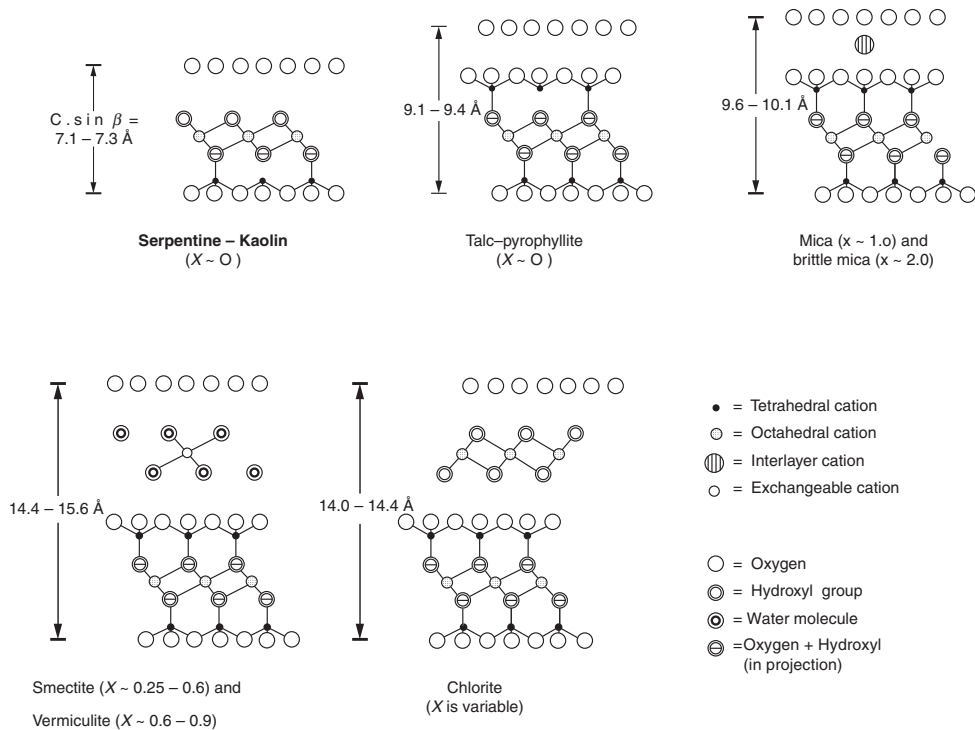 C.sin β =
7.1 – 7.3 Å
Serpentine – Kaolin
(X ~ O )
9.1 – 9.4 Å
Talc–pyrophyllite
(X ~ O )
9.6 – 10.1 Å
Mica (x ~ 1.o) and
brittle mica (x ~ 2.0)
14.4 – 15.6 Å
Smectite (X ~ 0.25 – 0.6) and
Vermiculite (X ~ 0.6 – 0.9)
14.0 – 14.4 Å
Chlorite
(X is variable)
= Tetrahedral cation
= Octahedral cation
= Interlayer cation
= Exchangeable cation
= Oxygen
= Hydroxyl group
= Water molecule
=Oxygen + Hydroxyl
(in projection)